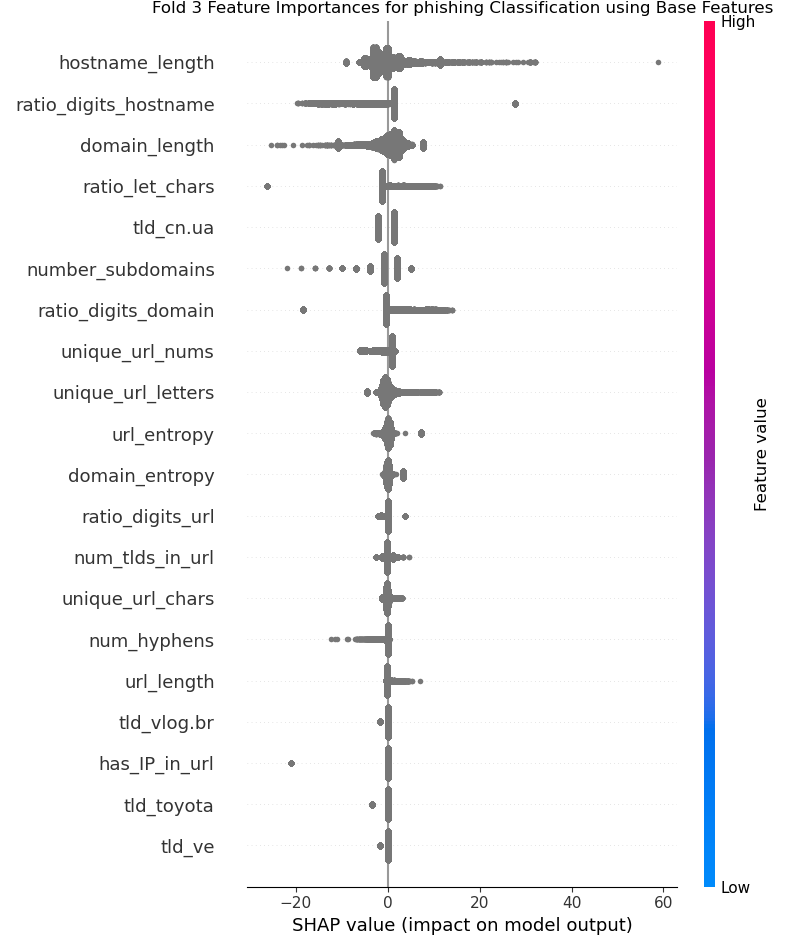 Fold 3 Feature Importances for phishing Classification using Base Features
High
hostname_length
ratio_digits_hostname
domain_length
ratio_let_chars
tld_cn.ua
number_subdomains
ratio_digits_domain
unique_url_nums
unique_url_letters
url_entropy
domain_entropy
ratio_digits_url
num_tlds_in_url
unique_url_chars
num_hyphens
url_length
tld_vlog.br
has_IP_in_url
tld_toyota
tld_ve
Feature value
Low
−20 0 20 40 60
SHAP value (impact on model output)